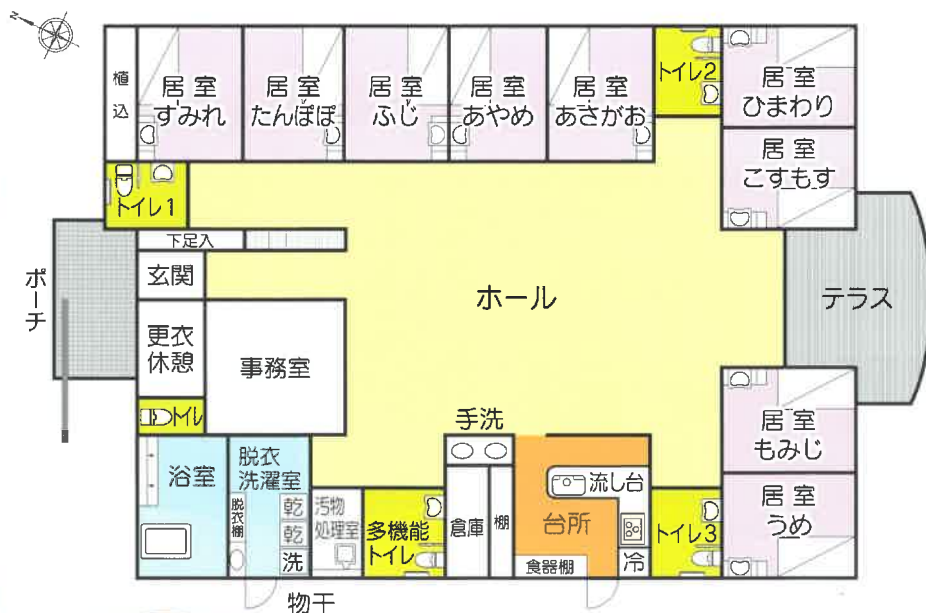 N
植
込
居室
すみれ
居室
たんぽぽ
居室
ふじ
居室
あやめ
居室
あさがお
トイレ2
居室
ひまわり
居室
こすもす
トイレ1
下足入
玄関
ポーチ
ホール
テラス
更衣
休憩
事務室
トイレ
手洗
居室
もみじ
浴室
脱衣
洗濯室
脱衣棚
乾
乾
洗
汚物
処理室
多機能
トイレ
倉庫
棚
流し台
台所
食器棚
冷
トイレ3
居室
うめ
物干